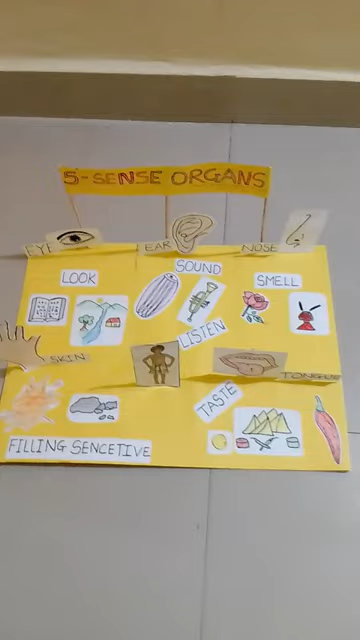 5-SENSE ORGANS
EYE
EAR
NOSE
LOOK
SOUND
SMELL
LISTEN
SKIN
TONGUE
TASTE
FILLING SENCETIVE